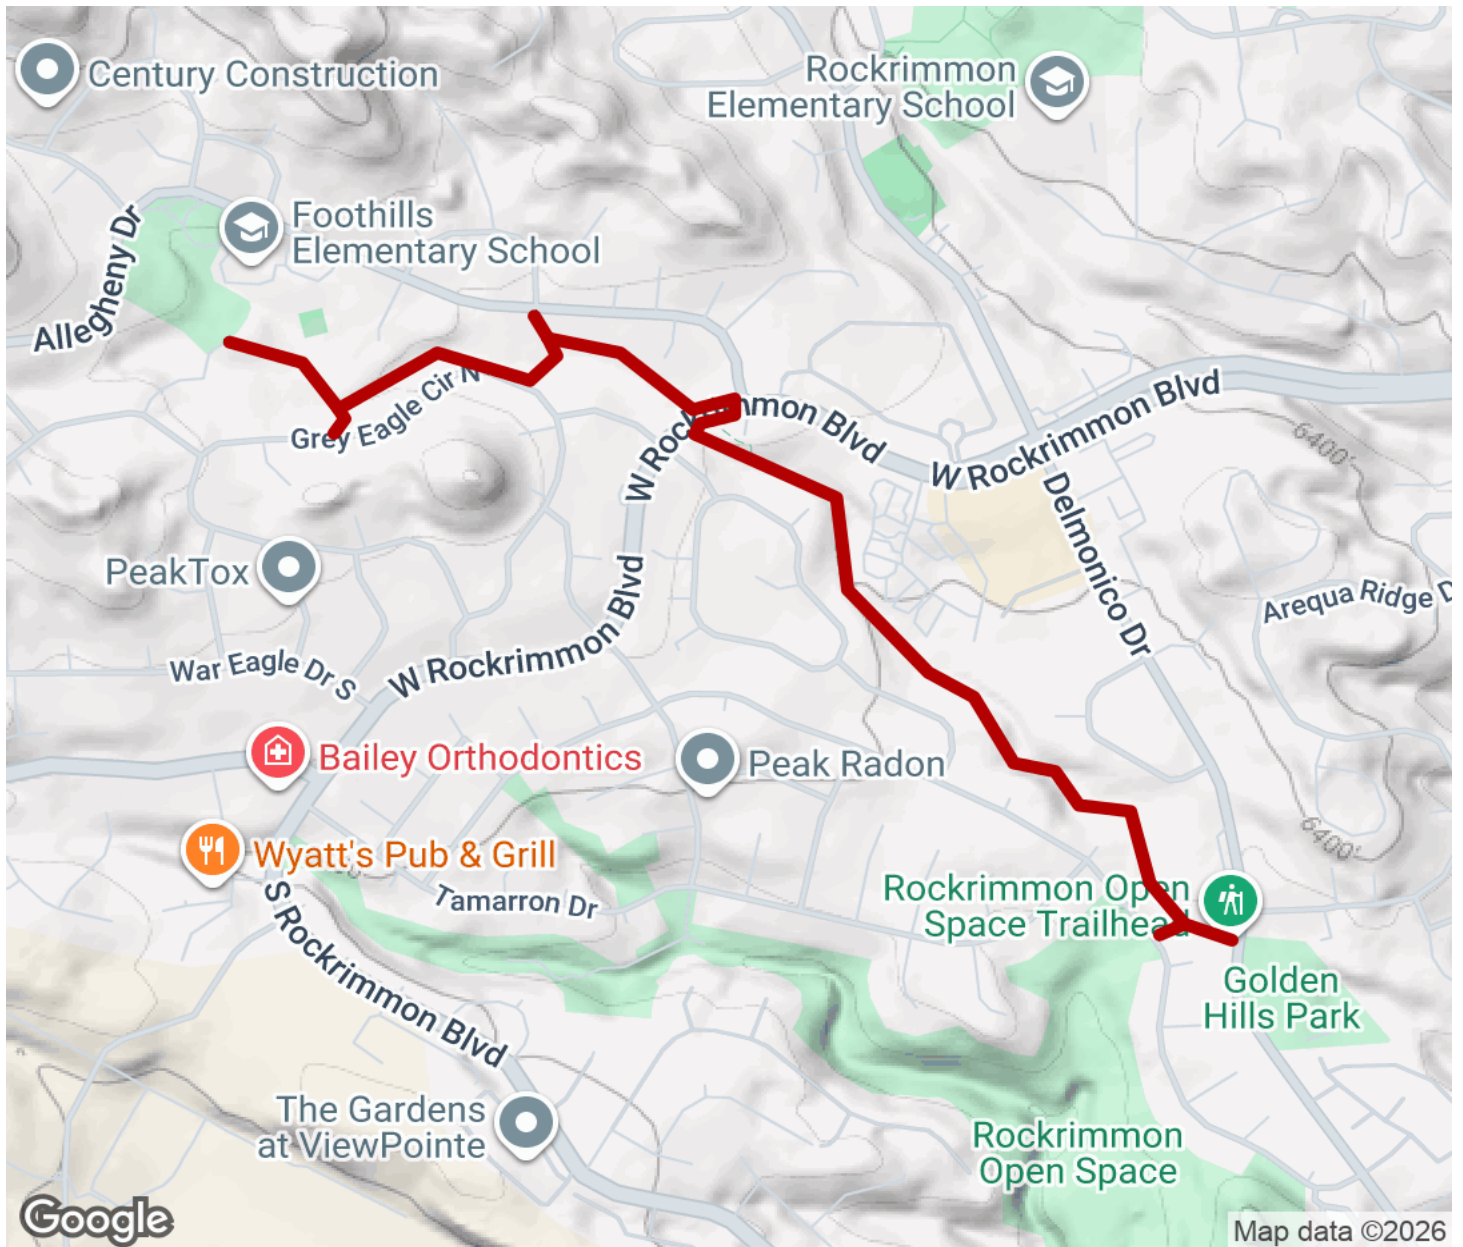 Century Construction
Rockrimmon
Elementary School
Foothills
Elementary School
Allegheny Dr
Grey Eagle Cir N
W Rockrimmon Blvd
W Rockrimmon Blvd
6400'
Delmonico Dr
PeakTox
Arequa Ridge D
War Eagle Dr S
W Rockrimmon Blvd
Bailey Orthodontics
Peak Radon
6400'
Wyatt's Pub & Grill
Tamarron Dr
Rockrimmon Open
Space Trailhead
S Rockrimmon Blvd
Golden
Hills Park
The Gardens
at ViewPointe
Rockrimmon
Open Space
Google
Map data ©2026